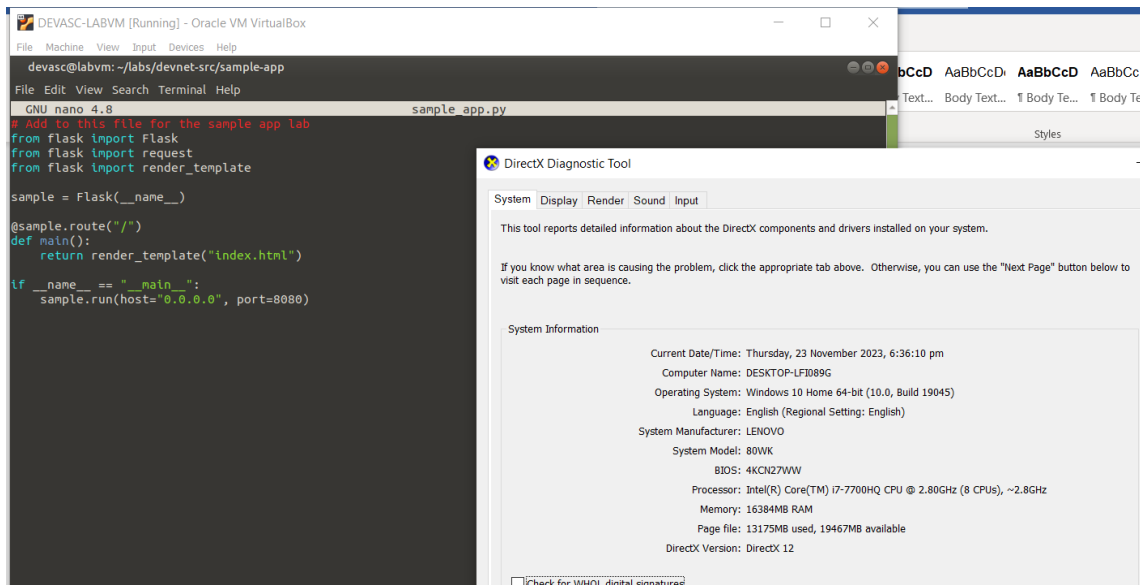 DEVASC-LABVM [Running] - Oracle VM VirtualBox
File Machine View Input Devices Help
devasc@labvm: ~/labs/devnet-src/sample-app
File Edit View Search Terminal Help
GNU nano 4.8 sample_app.py
# Add to this file for the sample app lab
from flask import Flask
from flask import request
from flask import render_template
sample = Flask(__name__)
@sample.route("/")
def main():
return render_template("index.html")
if __name__ == "__main__":
sample.run(host="0.0.0.0", port=8080)
bCcD AaBbCcD AaBbCcD AaBbCc
Text... Body Text... ¶ Body Te... ¶ Body Te
Styles
DirectX Diagnostic Tool
System Display Render Sound Input
This tool reports detailed information about the DirectX components and drivers installed on your system.
If you know what area is causing the problem, click the appropriate tab above. Otherwise, you can use the "Next Page" button below to
visit each page in sequence.
System Information
Current Date/Time: Thursday, 23 November 2023, 6:36:10 pm
Computer Name: DESKTOP-LFI089G
Operating System: Windows 10 Home 64-bit (10.0, Build 19045)
Language: English (Regional Setting: English)
System Manufacturer: LENOVO
System Model: 80WK
BIOS: 4KCN27WW
Processor: Intel(R) Core(TM) i7-7700HQ CPU @ 2.80GHz (8 CPUs), ~2.8GHz
Memory: 16384MB RAM
Page file: 13175MB used, 19467MB available
DirectX Version: DirectX 12
Check for WHQL digital signatures